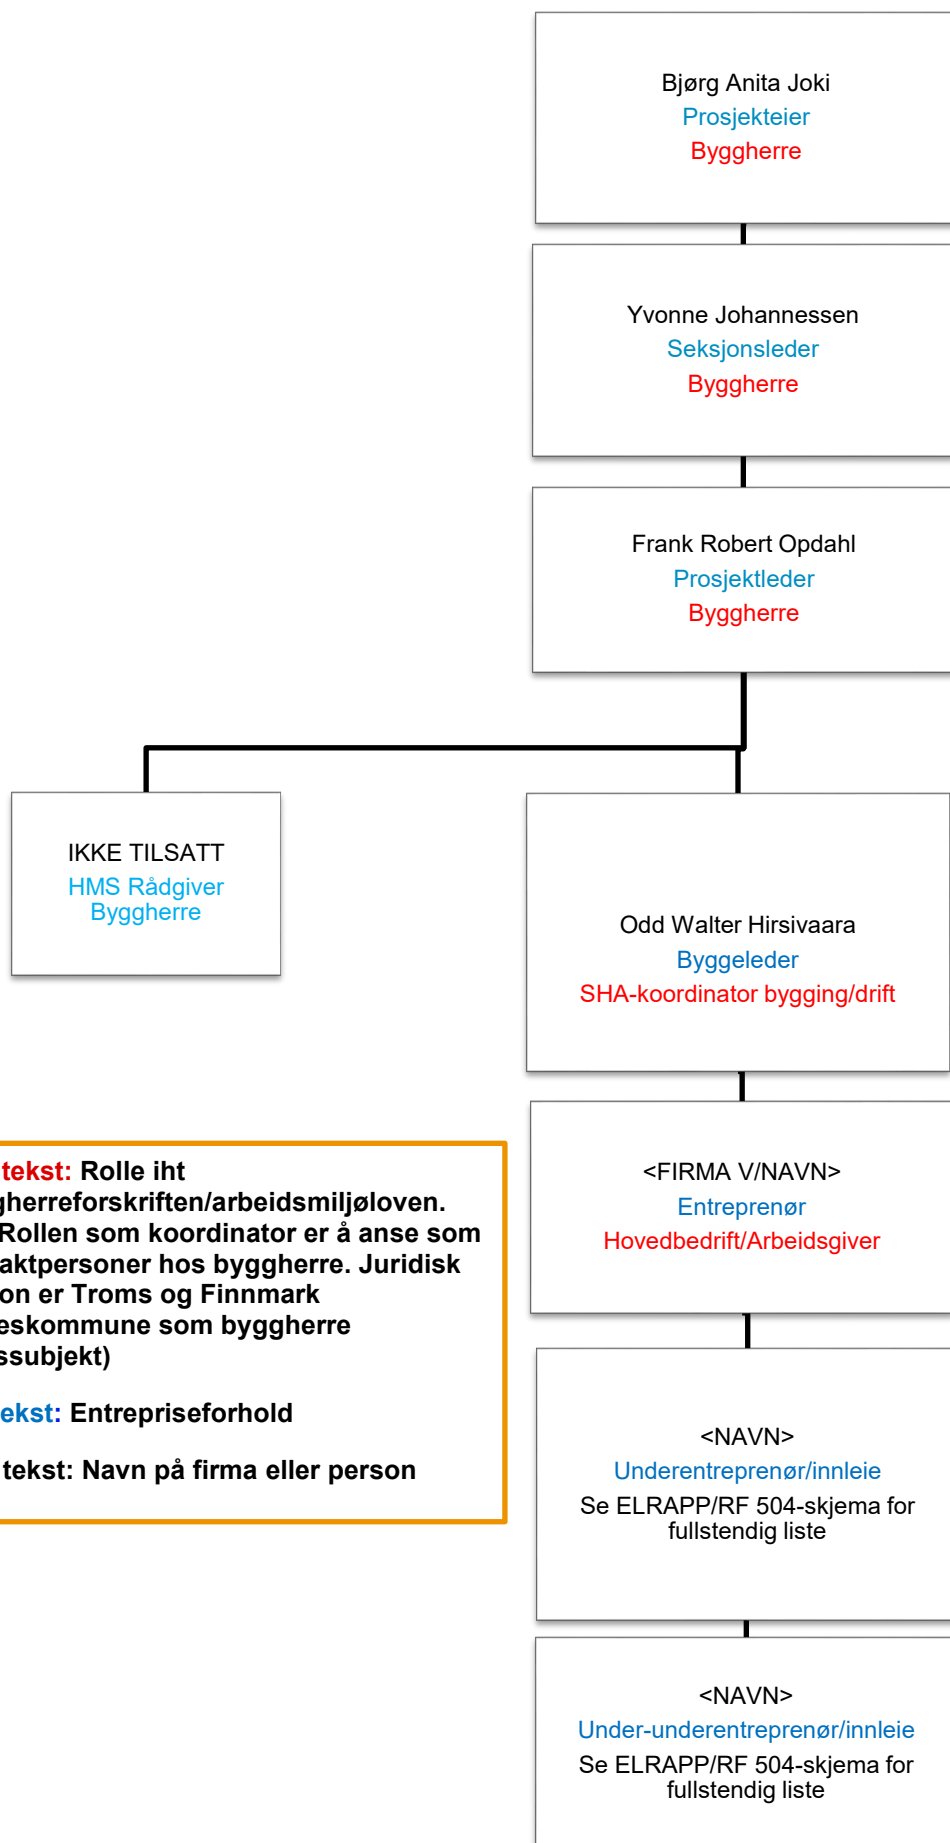 Bjørg Anita Joki
Prosjekteier
Byggherre
Yvonne Johannessen
Seksjonsleder
Byggherre
Frank Robert Opdahl
Prosjektleder
Byggherre
IKKE TILSATT
HMS Rådgiver
Byggherre
Odd Walter Hirsivaara
Byggeleder
SHA-koordinator bygging/drift
tekst: Rolle iht
gherreforskriften/arbeidsmiljøloven.
Rollen som koordinator er å anse som
aktpersoner hos byggherre. Juridisk
on er Troms og Finnmark
eskommune som byggherre
ssubjekt)
ekst: Entrepriseforhold
tekst: Navn på firma eller person
<FIRMA V/NAVN>
Entreprenør
Hovedbedrift/Arbeidsgiver
<NAVN>
Underentreprenør/innleie
Se ELRAPP/RF 504-skjema for
fullstendig liste
<NAVN>
Under-underentreprenør/innleie
Se ELRAPP/RF 504-skjema for
fullstendig liste